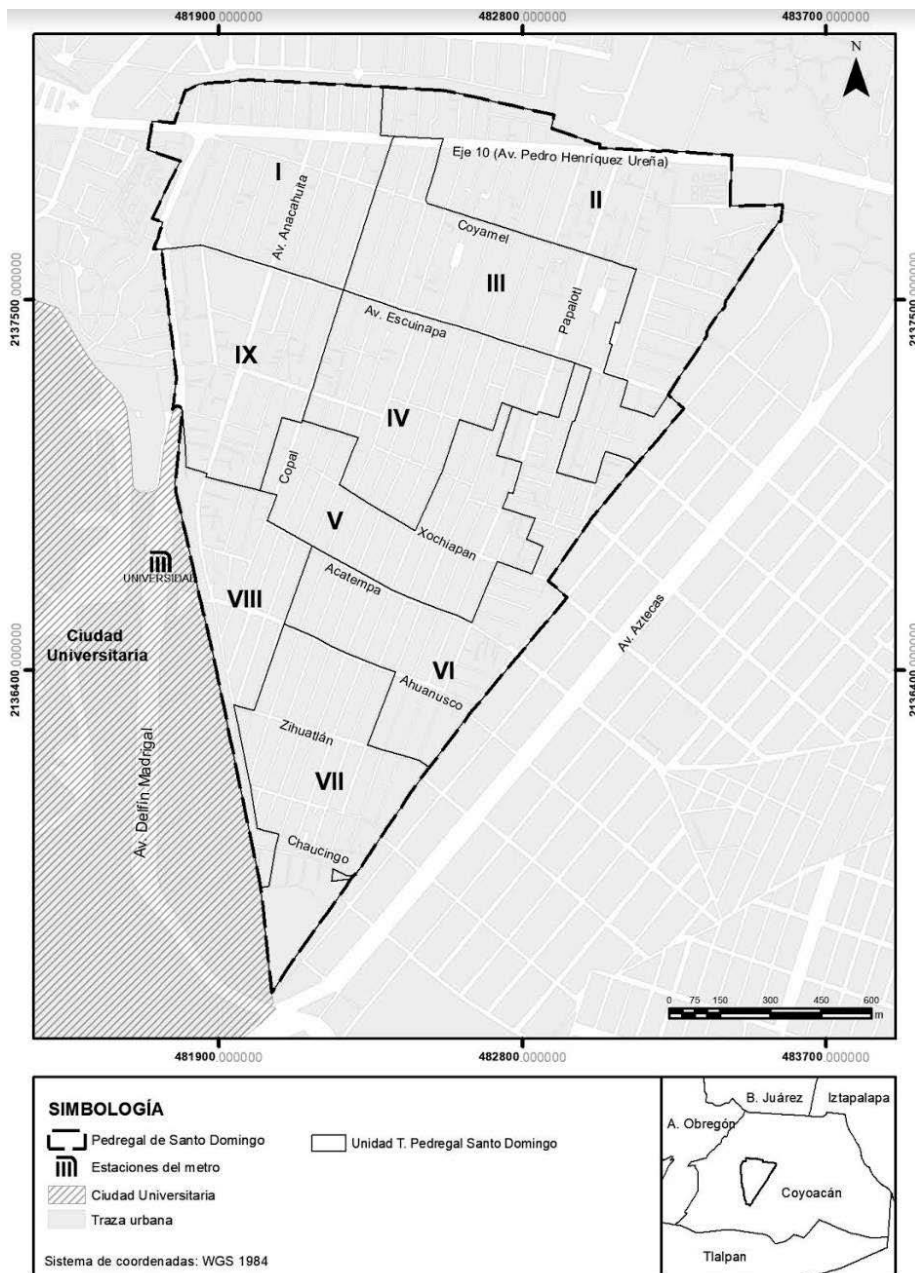 481900.000000
482800.000000
483700.000000
N
Eje 10 (Av. Pedro Henríquez Ureña)
I
II
Av. Anacahuita
Coyamel
III
Papalotl
2137500.000000
2137500.000000
Av. Escuinapa
IX
IV
Copal
V
Xochiapan
UNIVERSIDAD
Acatempa
VIII
Av. Aztecas
Ciudad
Universitaria
VI
Ahuanusco
2136400.000000
2136400.000000
Zihuatlán
Av. Delfín Madrigal
VII
Chaucingo
0 75 150 300 450 600
m
481900.000000
482800.000000
483700.000000
SIMBOLOGÍA
Pedregal de Santo Domingo
Unidad T. Pedregal Santo Domingo
Estaciones del metro
Ciudad Universitaria
Traza urbana
Sistema de coordenadas: WGS 1984
B. Juárez
Iztapalapa
A. Obregón
Coyoacán
Tlalpan